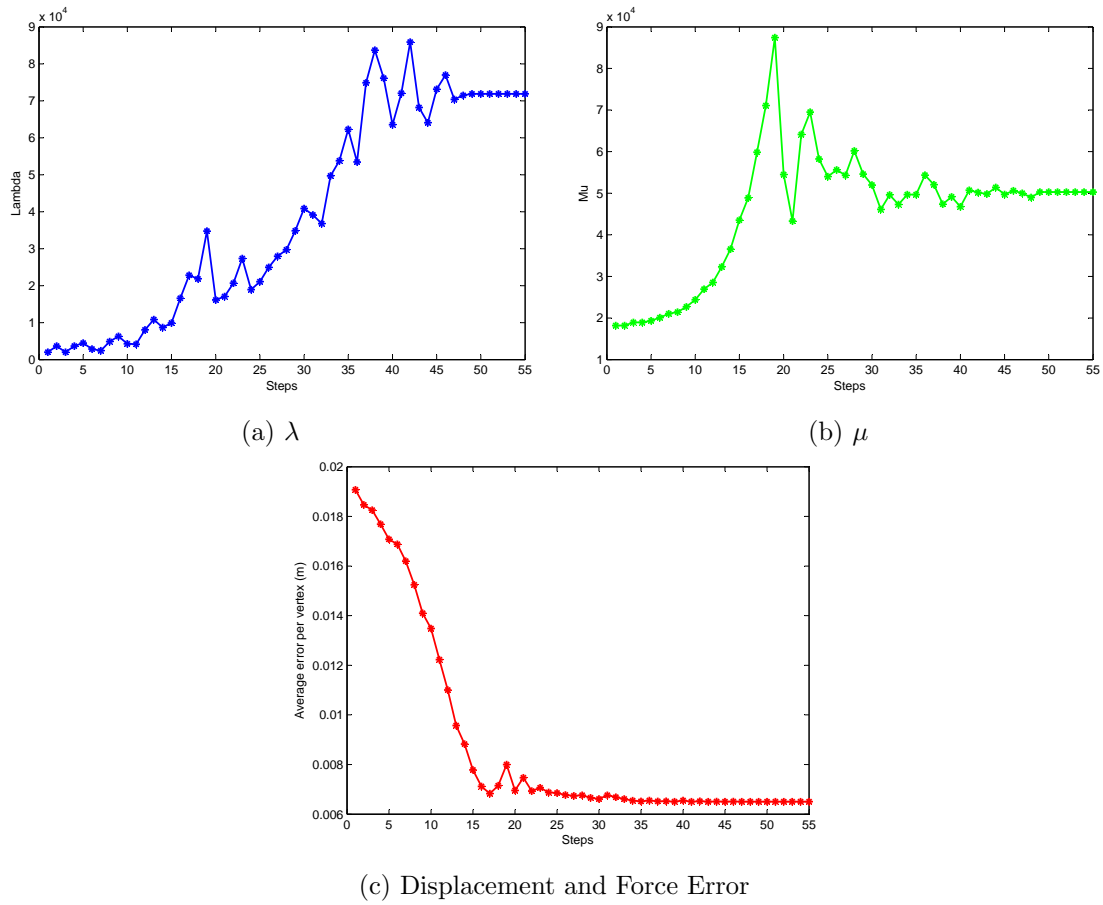 x 10⁴
9
8
7
6
5
4
3
2
1
0
Lambda
0 5 10 15 20 25 30 35 40 45 50 55
Steps
(a) λ
x 10⁴
9
8
7
6
5
4
3
2
1
Mu
0 5 10 15 20 25 30 35 40 45 50 55
Steps
(b) μ
0.02
0.018
0.016
0.014
0.012
0.01
0.008
0.006
Average error per vertex (m)
0 5 10 15 20 25 30 35 40 45 50 55
Steps
(c) Displacement and Force Error